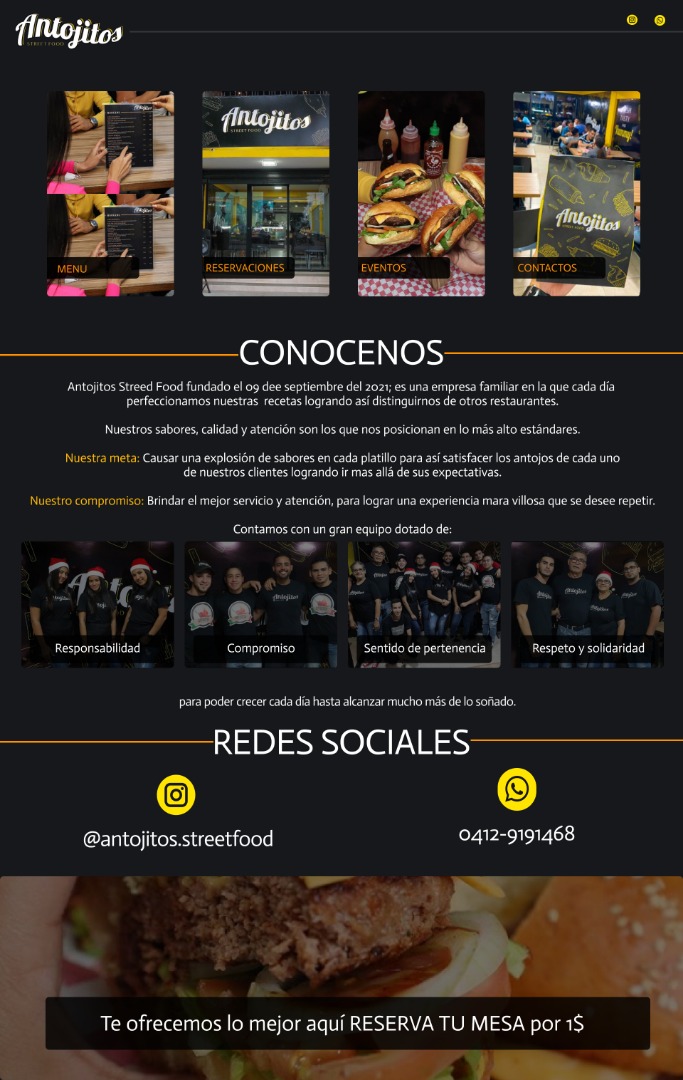 Antojitos
STREET FOOD
Antojitos
STREET FOOD
Antojitos
STREET FOOD
MENU
RESERVACIONES
EVENTOS
CONTACTOS
CONOCENOS
Antojitos Streed Food fundado el 09 dee septiembre del 2021; es una empresa familiar en la que cada día
perfeccionamos nuestras recetas logrando así distinguirnos de otros restaurantes.
Nuestros sabores, calidad y atención son los que nos posicionan en lo más alto estándares.
Nuestra meta: Causar una explosión de sabores en cada platillo para así satisfacer los antojos de cada uno
de nuestros clientes logrando ir mas allá de sus expectativas.
Nuestro compromiso: Brindar el mejor servicio y atención, para lograr una experiencia mara villosa que se desee repetir.
Contamos con un gran equipo dotado de:
Responsabilidad
Compromiso
Sentido de pertenencia
Respeto y solidaridad
para poder crecer cada día hasta alcanzar mucho más de lo soñado.
REDES SOCIALES
@antojitos.streetfood
0412-9191468
Te ofrecemos lo mejor aquí RESERVA TU MESA por 1$